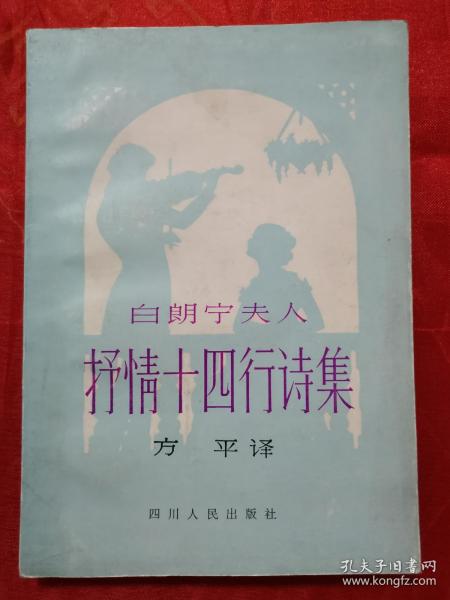 白朗宁夫人
抒情十四行诗集
方 平译
四川人民出版社
孔夫子旧书网
www.kongfz.com